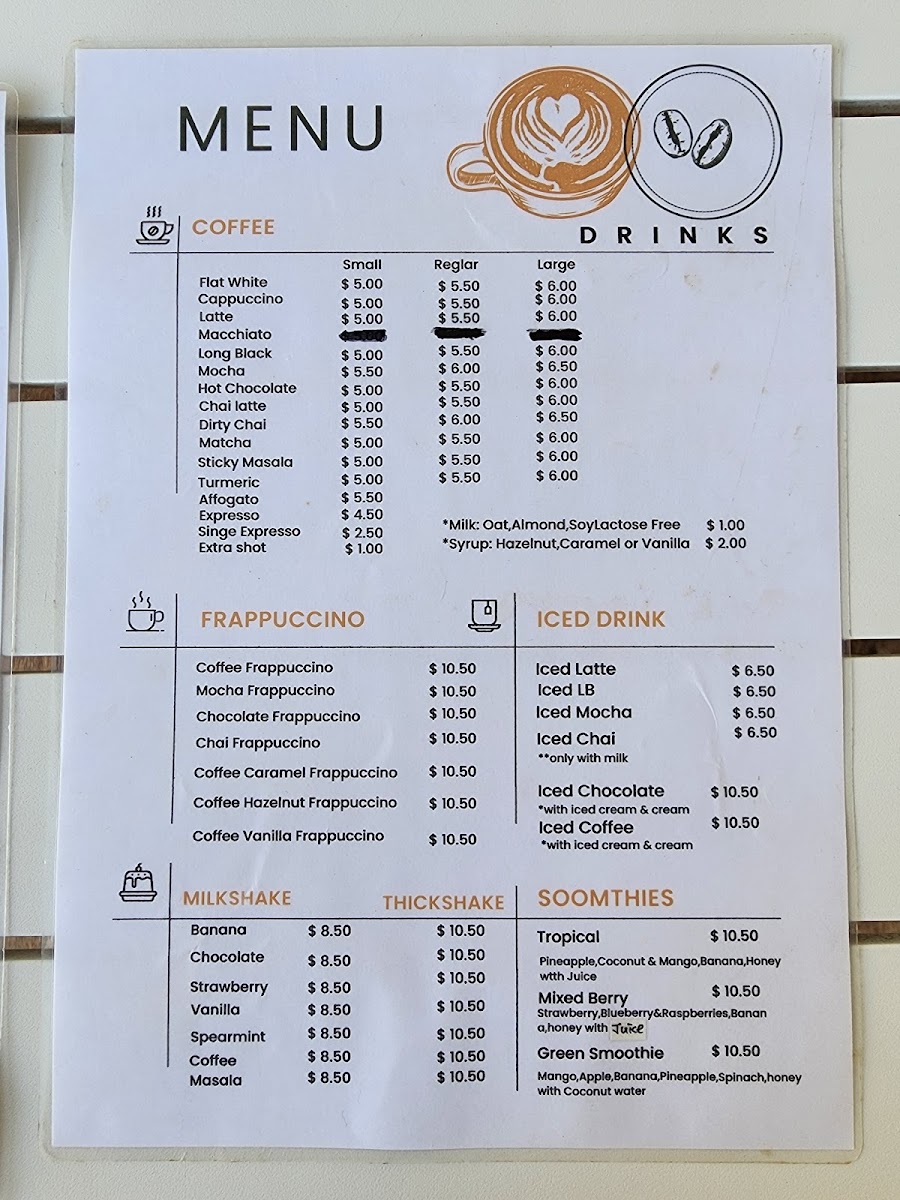 MENU
DRINKS
COFFEE
Small Reglar Large
Flat White $ 5.00 $ 5.50 $ 6.00
Cappuccino $ 5.00 $ 5.50 $ 6.00
Latte $ 5.00 $ 5.50 $ 6.00
Macchiato
Long Black $ 5.00 $ 5.50 $ 6.00
Mocha $ 5.50 $ 6.00 $ 6.50
Hot Chocolate $ 5.00 $ 5.50 $ 6.00
Chai latte $ 5.00 $ 5.50 $ 6.00
Dirty Chai $ 5.50 $ 6.00 $ 6.50
Matcha $ 5.00 $ 5.50 $ 6.00
Sticky Masala $ 5.00 $ 5.50 $ 6.00
Turmeric $ 5.00 $ 5.50 $ 6.00
Affogato $ 5.50
Expresso $ 4.50
Singe Expresso $ 2.50
Extra shot $ 1.00
*Milk: Oat,Almond,SoyLactose Free $ 1.00
*Syrup: Hazelnut,Caramel or Vanilla $ 2.00
FRAPPUCCINO
Coffee Frappuccino $ 10.50
Mocha Frappuccino $ 10.50
Chocolate Frappuccino $ 10.50
Chai Frappuccino $ 10.50
Coffee Caramel Frappuccino $ 10.50
Coffee Hazelnut Frappuccino $ 10.50
Coffee Vanilla Frappuccino $ 10.50
ICED DRINK
Iced Latte $ 6.50
Iced LB $ 6.50
Iced Mocha $ 6.50
Iced Chai $ 6.50
**only with milk
Iced Chocolate $ 10.50
*with iced cream & cream
Iced Coffee $ 10.50
*with iced cream & cream
MILKSHAKE THICKSHAKE
Banana $ 8.50 $ 10.50
Chocolate $ 8.50 $ 10.50
Strawberry $ 8.50 $ 10.50
Vanilla $ 8.50 $ 10.50
Spearmint $ 8.50 $ 10.50
Coffee $ 8.50 $ 10.50
Masala $ 8.50 $ 10.50
SOOMTHIES
Tropical $ 10.50
Pineapple,Coconut & Mango,Banana,Honey
wtth Juice
Mixed Berry $ 10.50
Strawberry,Blueberry&Raspberries,Banan
a,honey with Juice
Green Smoothie $ 10.50
Mango,Apple,Banana,Pineapple,Spinach,honey
with Coconut water